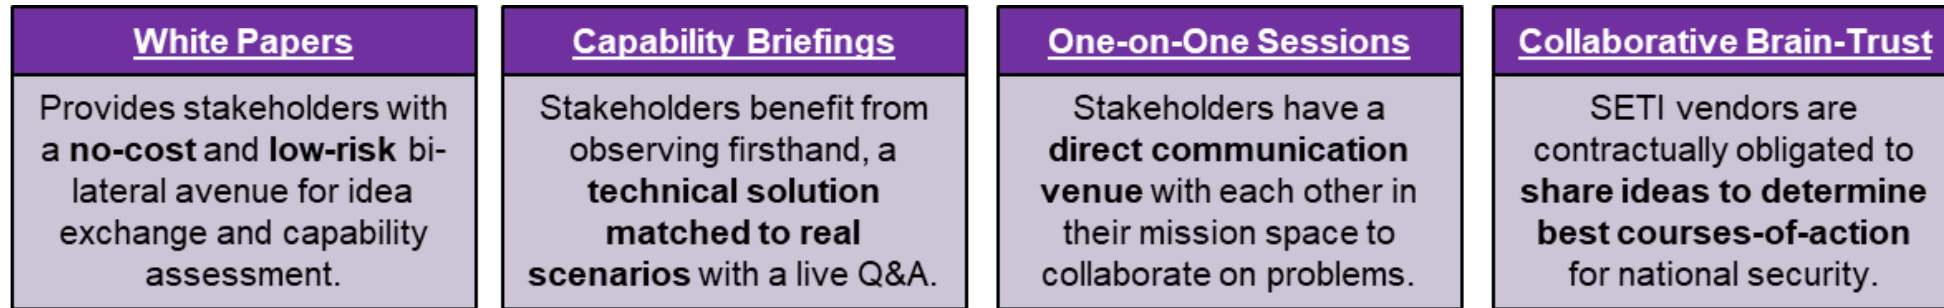 White Papers
Provides stakeholders with
a no-cost and low-risk bi-
lateral avenue for idea
exchange and capability
assessment.
Capability Briefings
Stakeholders benefit from
observing firsthand, a
technical solution
matched to real
scenarios with a live Q&A.
One-on-One Sessions
Stakeholders have a
direct communication
venue with each other in
their mission space to
collaborate on problems.
Collaborative Brain-Trust
SETI vendors are
contractually obligated to
share ideas to determine
best courses-of-action
for national security.